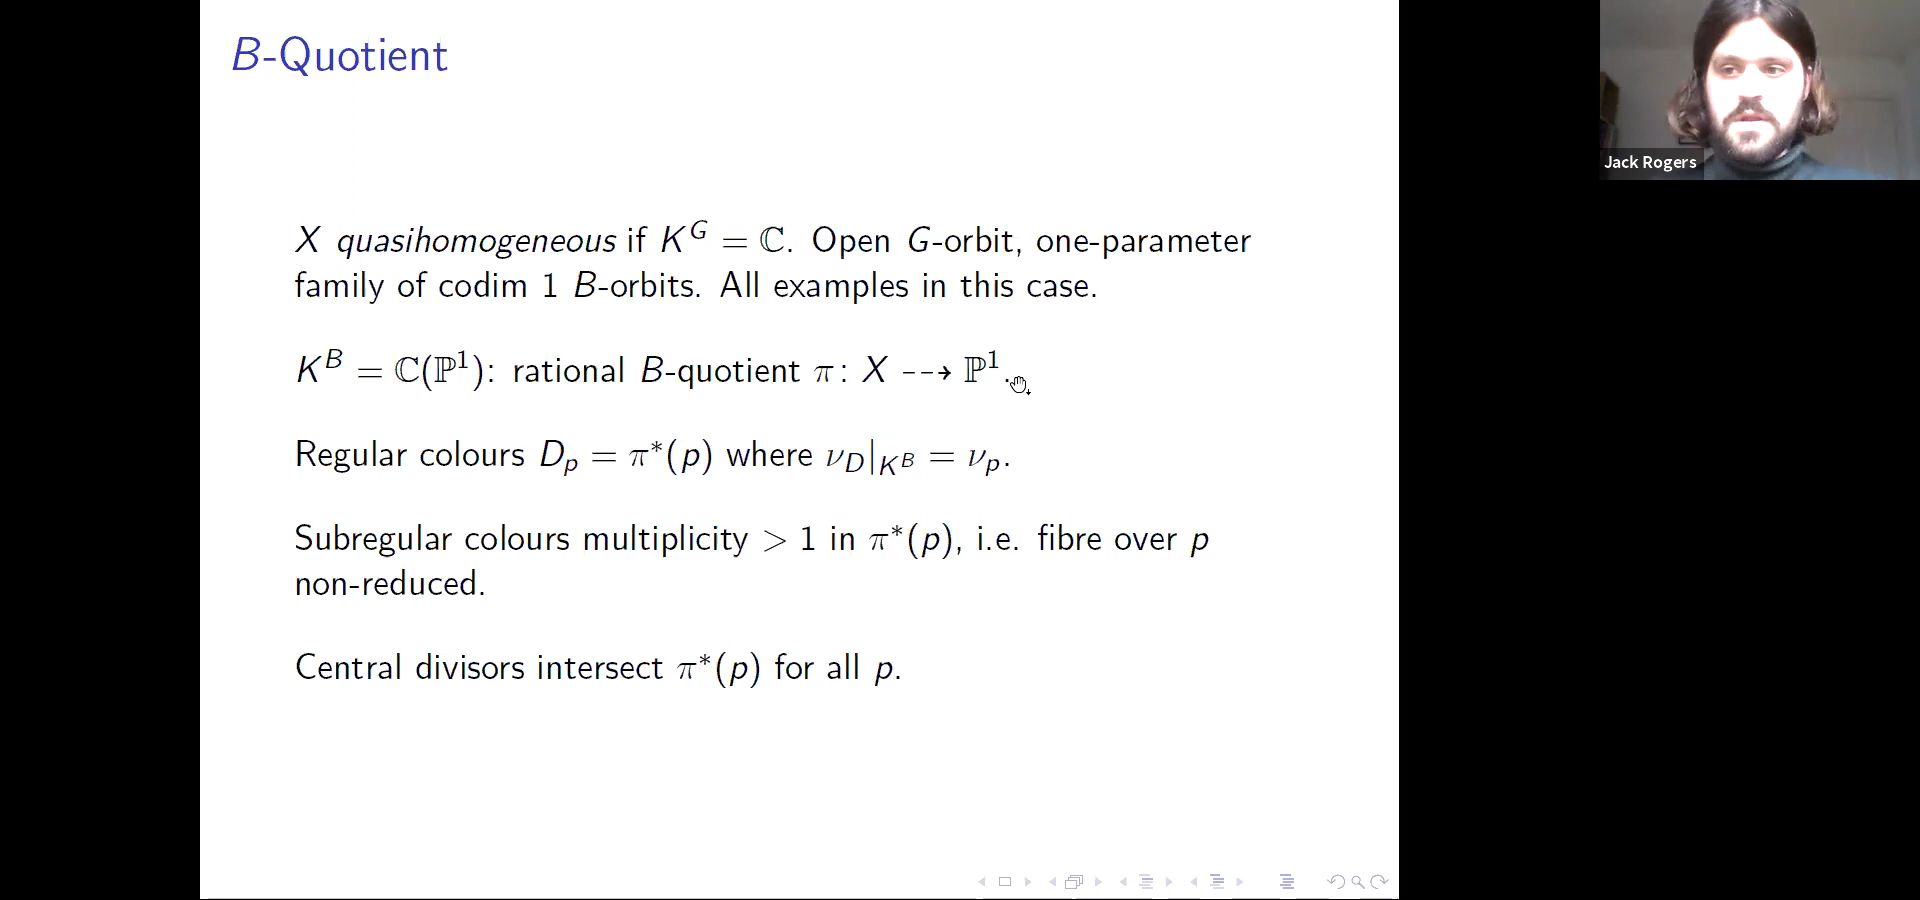 B-Quotient
Jack Rogers
X quasihomogeneous if K^G = ℂ. Open G-orbit, one-parameter
family of codim 1 B-orbits. All examples in this case.
K^B = ℂ(ℙ^1): rational B-quotient π: X ⇢ ℙ^1.
Regular colours D_p = π*(p) where ν_D|_{K^B} = ν_p.
Subregular colours multiplicity > 1 in π*(p), i.e. fibre over p
non-reduced.
Central divisors intersect π*(p) for all p.